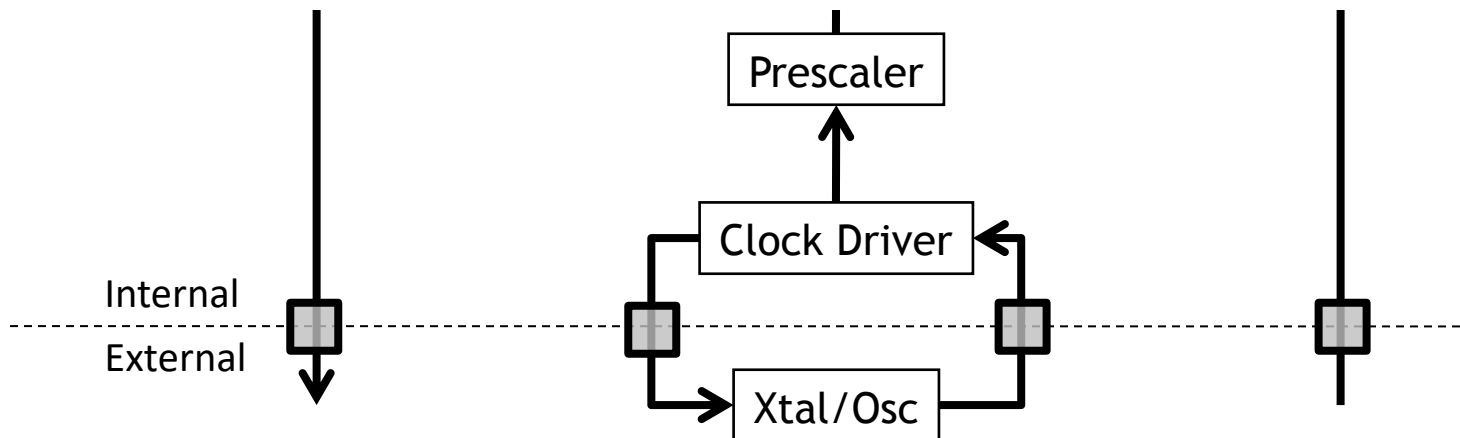 Prescaler
Clock Driver
Internal
External
Xtal/Osc